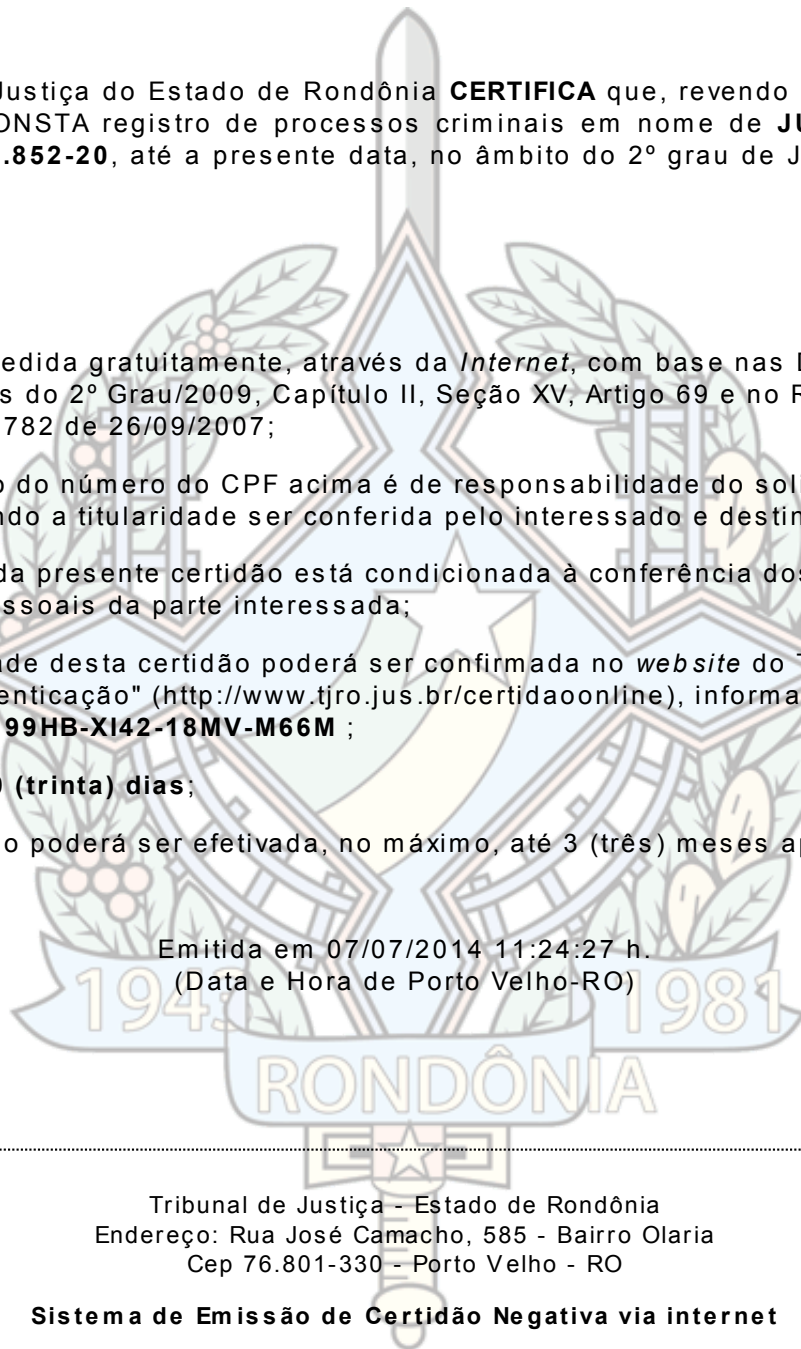 Justiça do Estado de Rondônia CERTIFICA que, revendo
ONSTA registro de processos criminais em nome de JU
.852-20, até a presente data, no âmbito do 2º grau de J
edida gratuitamente, através da Internet, com base nas D
s do 2º Grau/2009, Capítulo II, Seção XV, Artigo 69 e no R
782 de 26/09/2007;
o do número do CPF acima é de responsabilidade do soli
ndo a titularidade ser conferida pelo interessado e destin
da presente certidão está condicionada à conferência dos
essoais da parte interessada;
ade desta certidão poderá ser confirmada no website do T
enticação" (http://www.tjro.jus.br/certidaoonline), informa
99HB-XI42-18MV-M66M ;
0 (trinta) dias;
o poderá ser efetivada, no máximo, até 3 (três) meses ap
Emitida em 07/07/2014 11:24:27 h.
(Data e Hora de Porto Velho-RO)
1943 1981
RONDÔNIA
Tribunal de Justiça - Estado de Rondônia
Endereço: Rua José Camacho, 585 - Bairro Olaria
Cep 76.801-330 - Porto Velho - RO
Sistema de Emissão de Certidão Negativa via internet